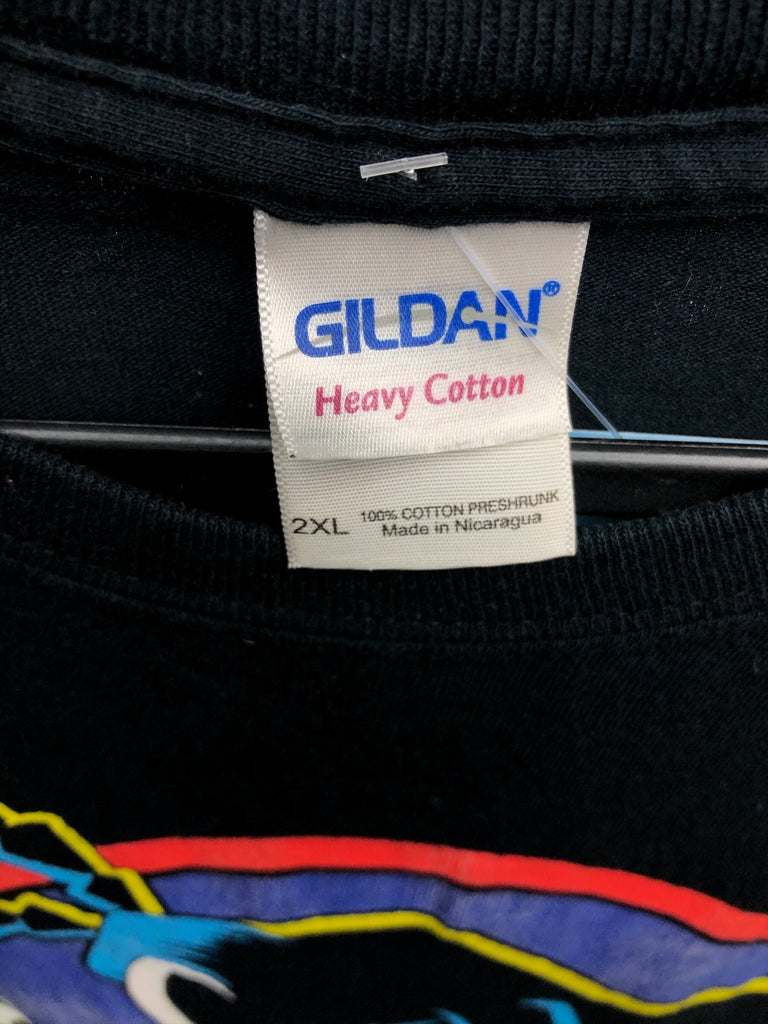 GILDAN®
Heavy Cotton
2XL 100% COTTON PRESHRUNK
Made in Nicaragua